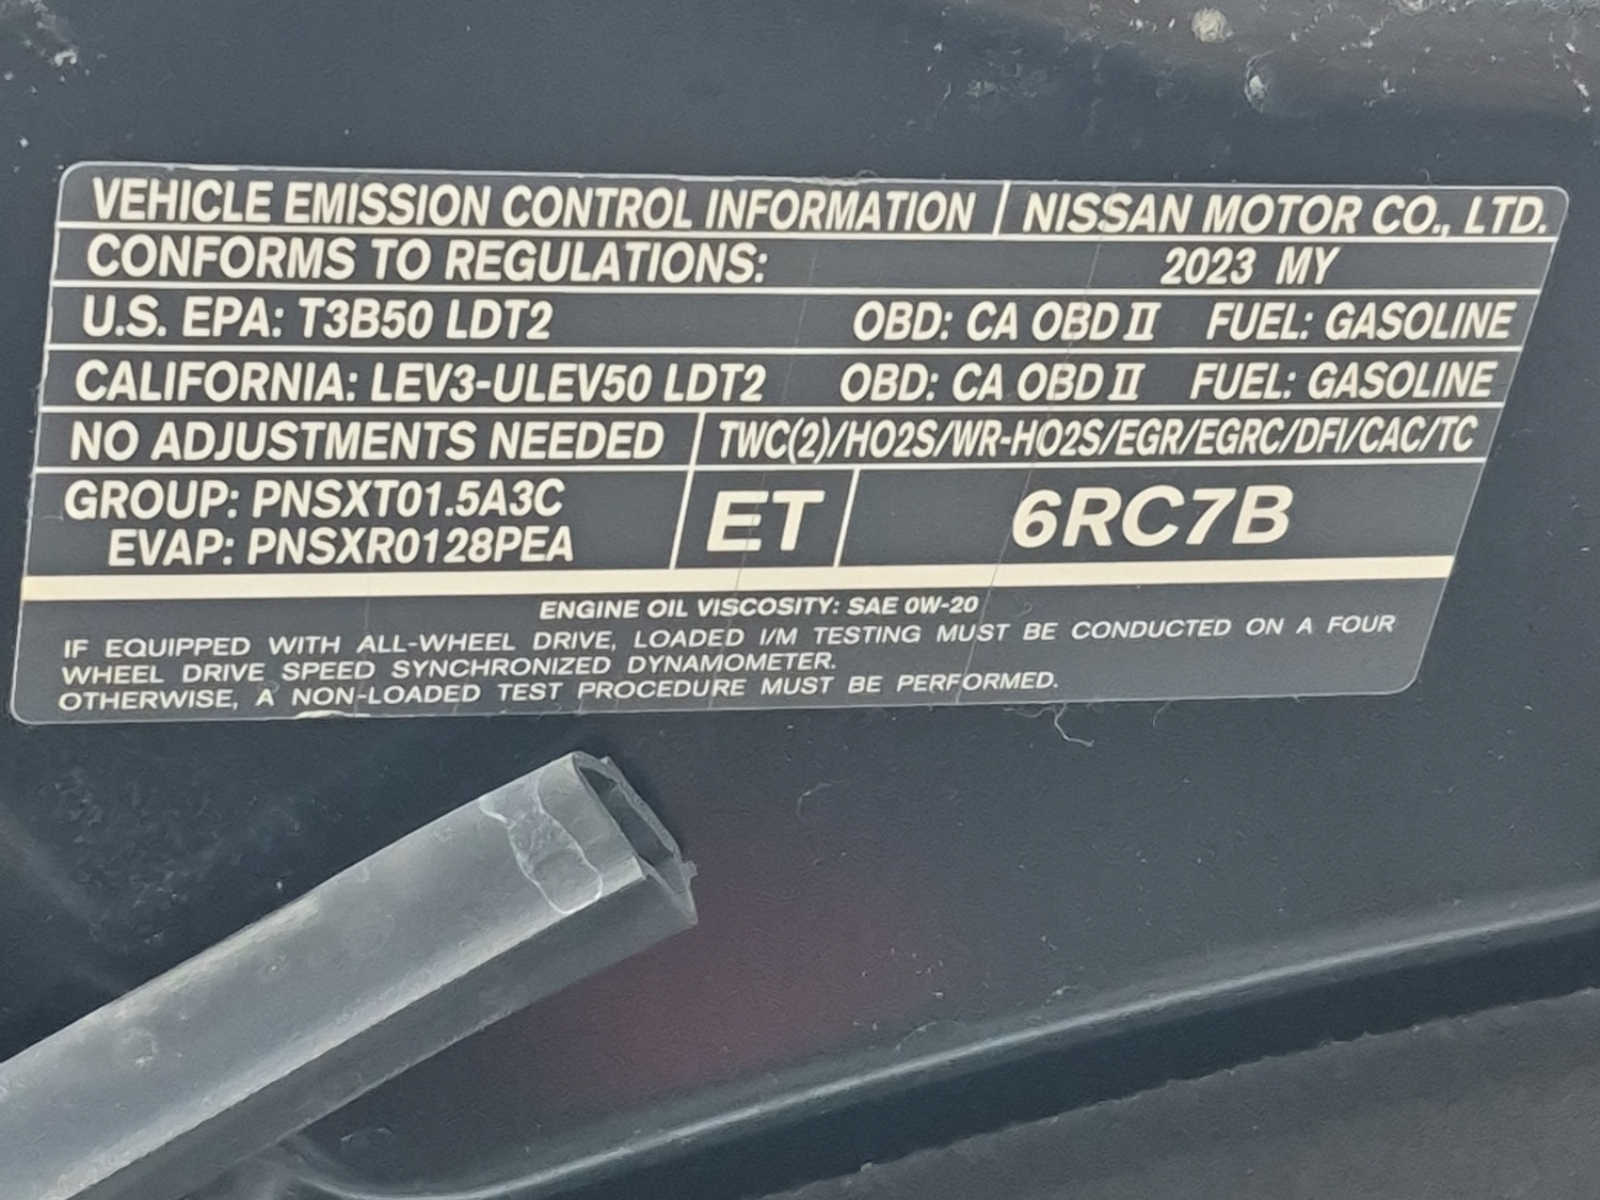 VEHICLE EMISSION CONTROL INFORMATION NISSAN MOTOR CO., LTD.
CONFORMS TO REGULATIONS: 2023 MY
U.S. EPA: T3B50 LDT2 OBD: CA OBD II FUEL: GASOLINE
CALIFORNIA: LEV3-ULEV50 LDT2 OBD: CA OBD II FUEL: GASOLINE
NO ADJUSTMENTS NEEDED TWC(2)/HO2S/WR-HO2S/EGR/EGRC/DFI/CAC/TC
GROUP: PNSXT01.5A3C
EVAP: PNSXR0128PEA
ET 6RC7B
ENGINE OIL VISCOSITY: SAE 0W-20
IF EQUIPPED WITH ALL-WHEEL DRIVE, LOADED I/M TESTING MUST BE CONDUCTED ON A FOUR
WHEEL DRIVE SPEED SYNCHRONIZED DYNAMOMETER.
OTHERWISE, A NON-LOADED TEST PROCEDURE MUST BE PERFORMED.